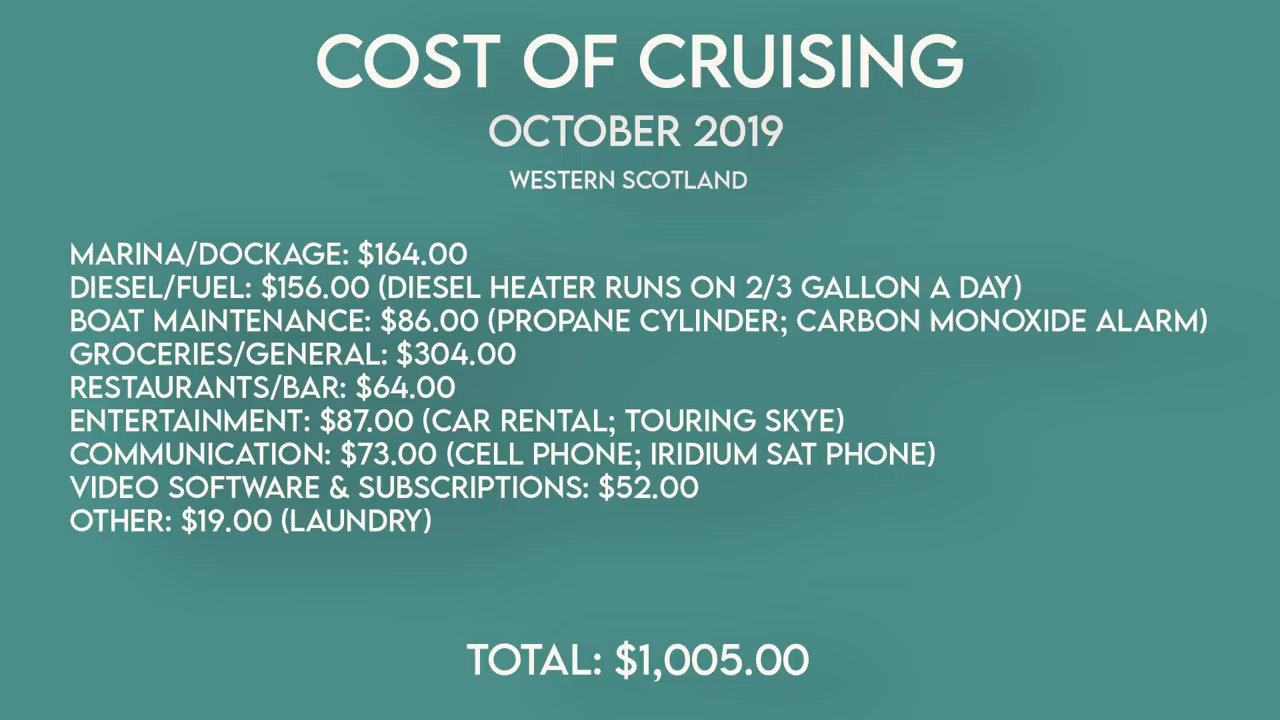 COST OF CRUISING
OCTOBER 2019
WESTERN SCOTLAND
MARINA/DOCKAGE: $164.00
DIESEL/FUEL: $156.00 (DIESEL HEATER RUNS ON 2/3 GALLON A DAY)
BOAT MAINTENANCE: $86.00 (PROPANE CYLINDER; CARBON MONOXIDE ALARM)
GROCERIES/GENERAL: $304.00
RESTAURANTS/BAR: $64.00
ENTERTAINMENT: $87.00 (CAR RENTAL; TOURING SKYE)
COMMUNICATION: $73.00 (CELL PHONE; IRIDIUM SAT PHONE)
VIDEO SOFTWARE & SUBSCRIPTIONS: $52.00
OTHER: $19.00 (LAUNDRY)
TOTAL: $1,005.00